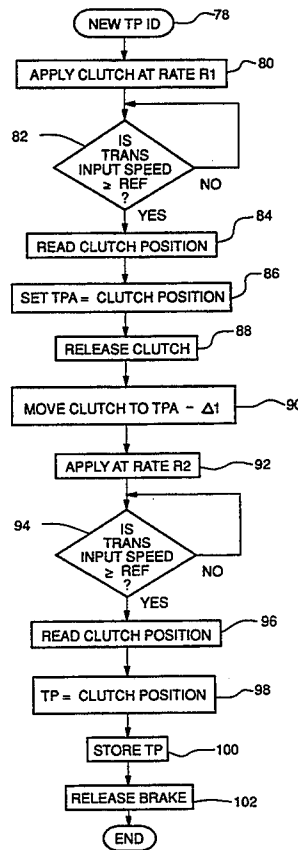 NEW TP ID
78
APPLY CLUTCH AT RATE R1
80
82
IS
TRANS
INPUT SPEED
≥ REF
?
NO
YES
READ CLUTCH POSITION
84
SET TPA = CLUTCH POSITION
86
RELEASE CLUTCH
88
MOVE CLUTCH TO TPA - Δ1
90
APPLY AT RATE R2
92
94
IS
TRANS
INPUT SPEED
≥ REF
?
NO
YES
READ CLUTCH POSITION
96
TP = CLUTCH POSITION
98
STORE TP
100
RELEASE BRAKE
102
END